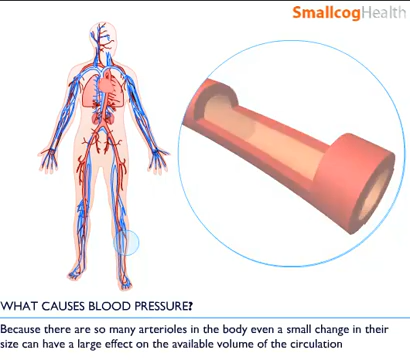 SmallcogHealth
WHAT CAUSES BLOOD PRESSURE?
Because there are so many arterioles in the body even a small change in their
size can have a large effect on the available volume of the circulation